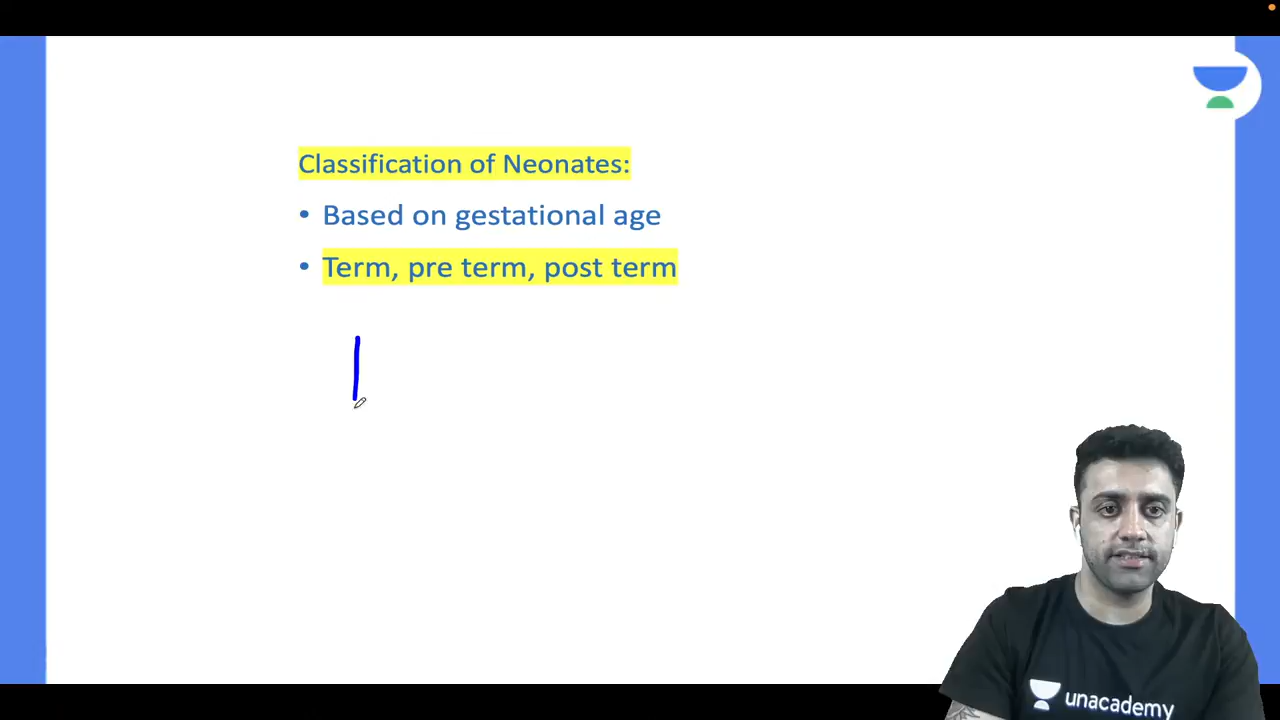 Classification of Neonates:
• Based on gestational age
• Term, pre term, post term
unacademy